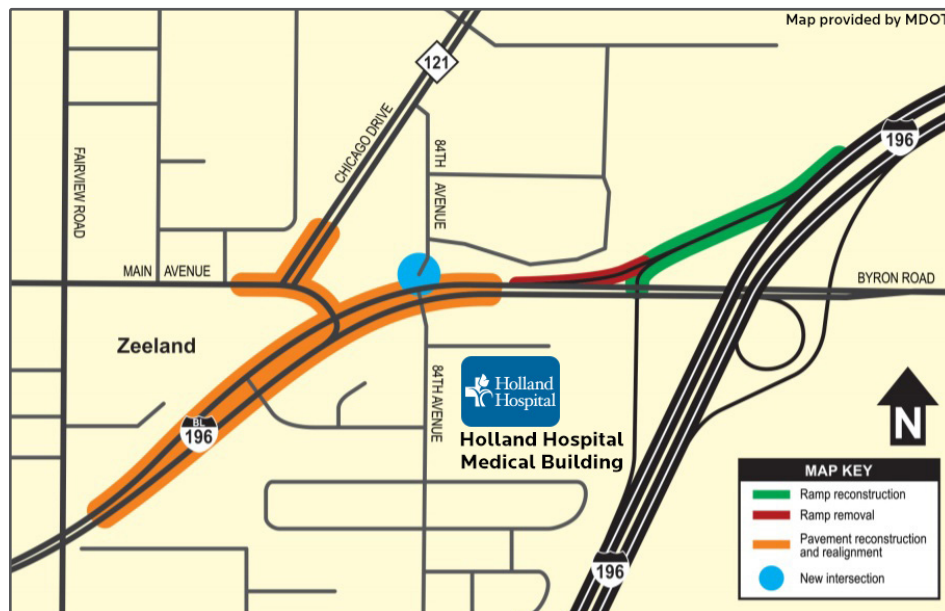 Map provided by MDOT
121
CHICAGO DRIVE
84TH
AVENUE
196
FAIRVIEW ROAD
MAIN AVENUE
BYRON ROAD
Zeeland
84TH AVENUE
Holland
Hospital
Holland Hospital
Medical Building
BL
196
N
196
MAP KEY
Ramp reconstruction
Ramp removal
Pavement reconstruction
and realignment
New intersection